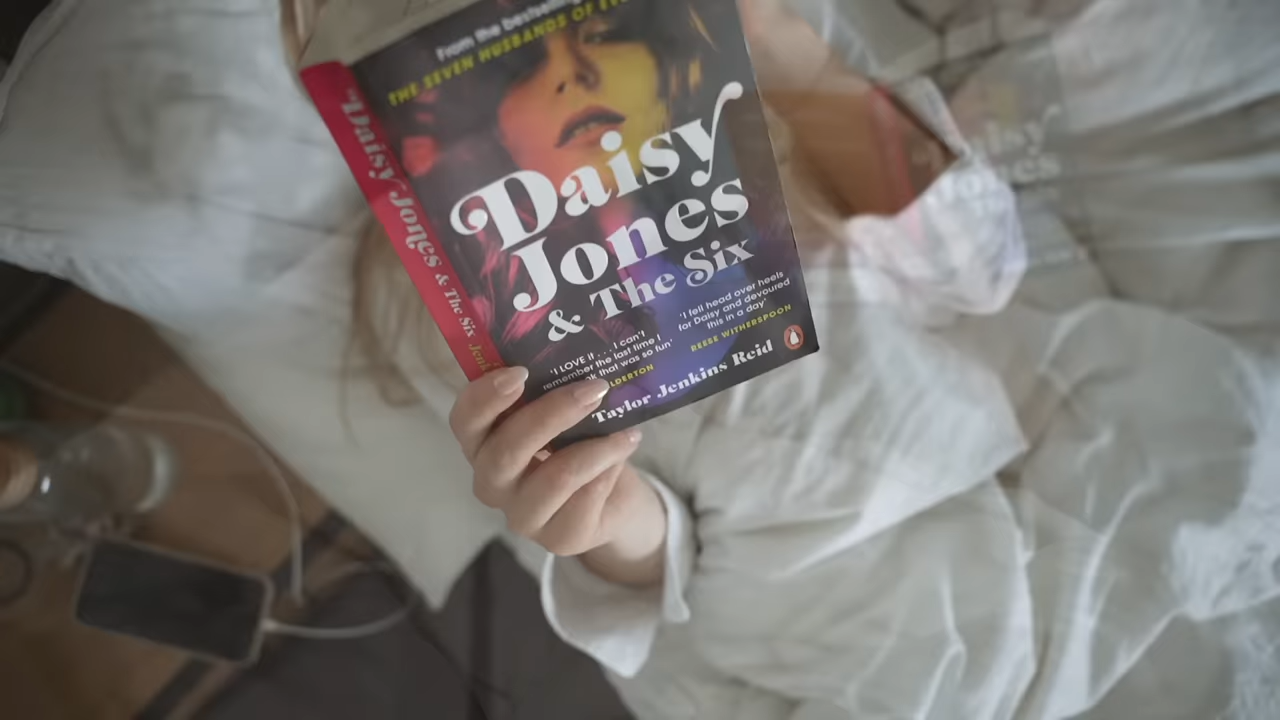 From the bestselling
THE SEVEN HUSBANDS OF
Daisy
Jones
& The Six
'I LOVE it . . . I can't
remember the last time I
that was so fun'
ALDERTON
'I fell head over heels
for Daisy and devoured
this in a day'
REESE WITHERSPOON
Taylor Jenkins Reid
Daisy Jones & The Six